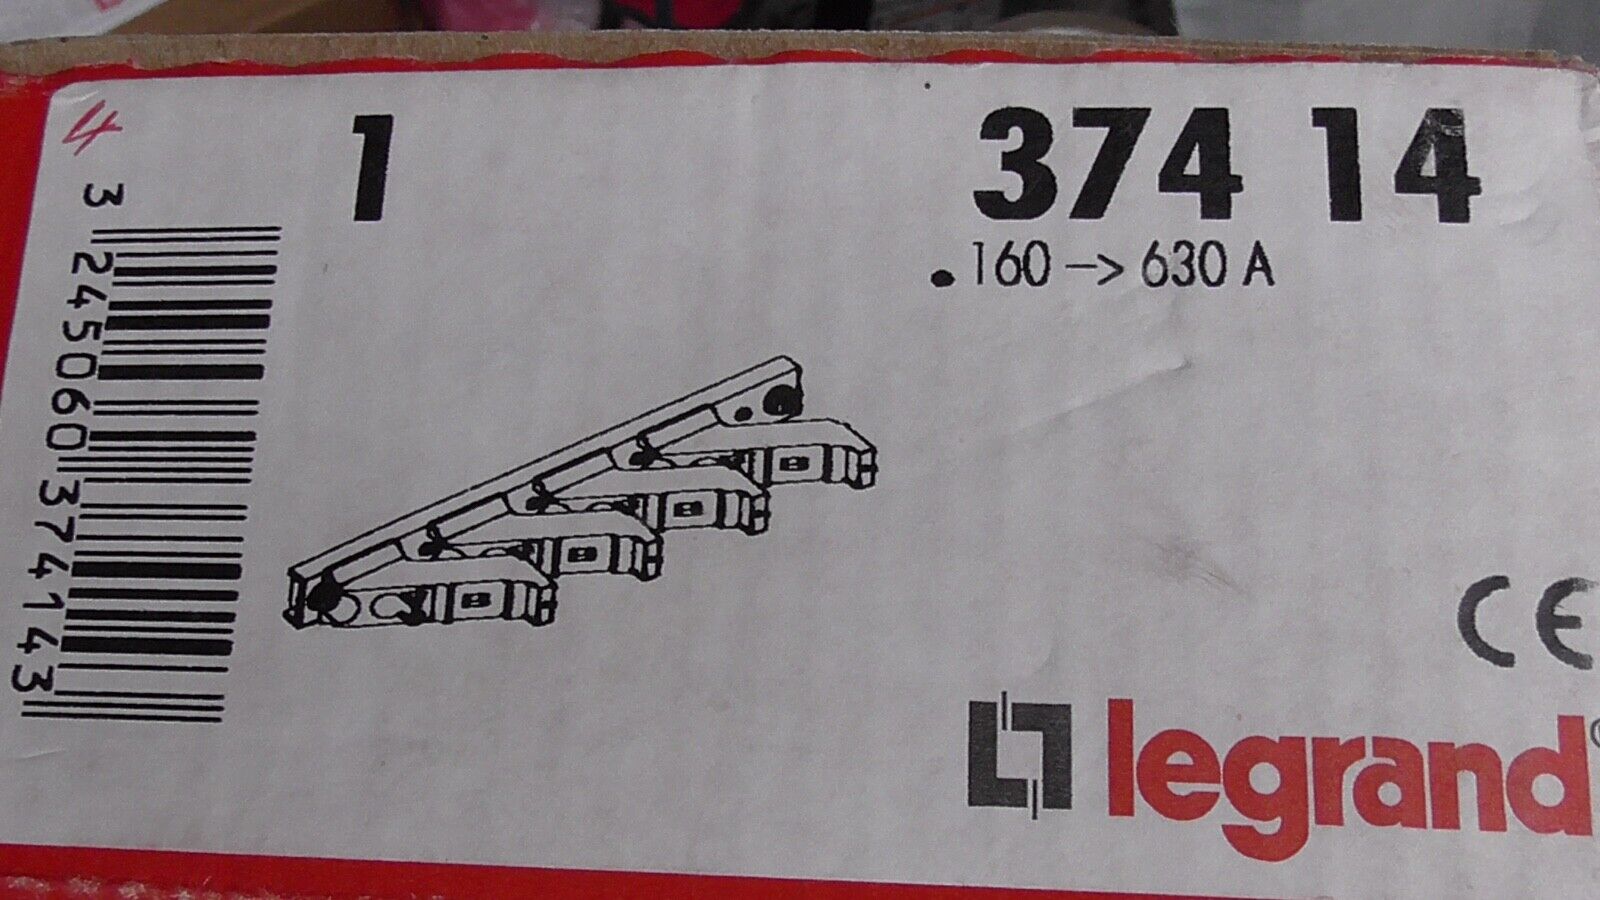 4
1
374 14
.160 -> 630 A
3 245060 374143
CE
legrand®